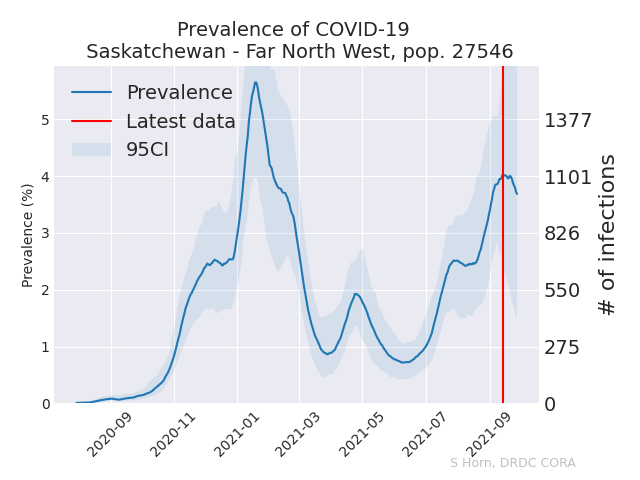 Prevalence of COVID-19
Saskatchewan - Far North West, pop. 27546
Prevalence
Latest data
95CI
Prevalence (%)
5
4
3
2
1
0
1377
1101
826
550
275
0
# of infections
2020-09
2020-11
2021-01
2021-03
2021-05
2021-07
2021-09
S Horn, DRDC CORA